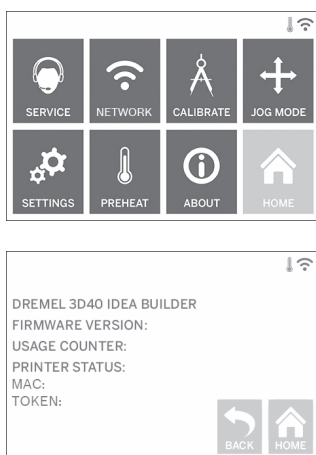 SERVICE NETWORK CALIBRATE JOG MODE
SETTINGS PREHEAT ABOUT HOME
DREMEL 3D40 IDEA BUILDER
FIRMWARE VERSION:
USAGE COUNTER:
PRINTER STATUS:
MAC:
TOKEN:
BACK HOME